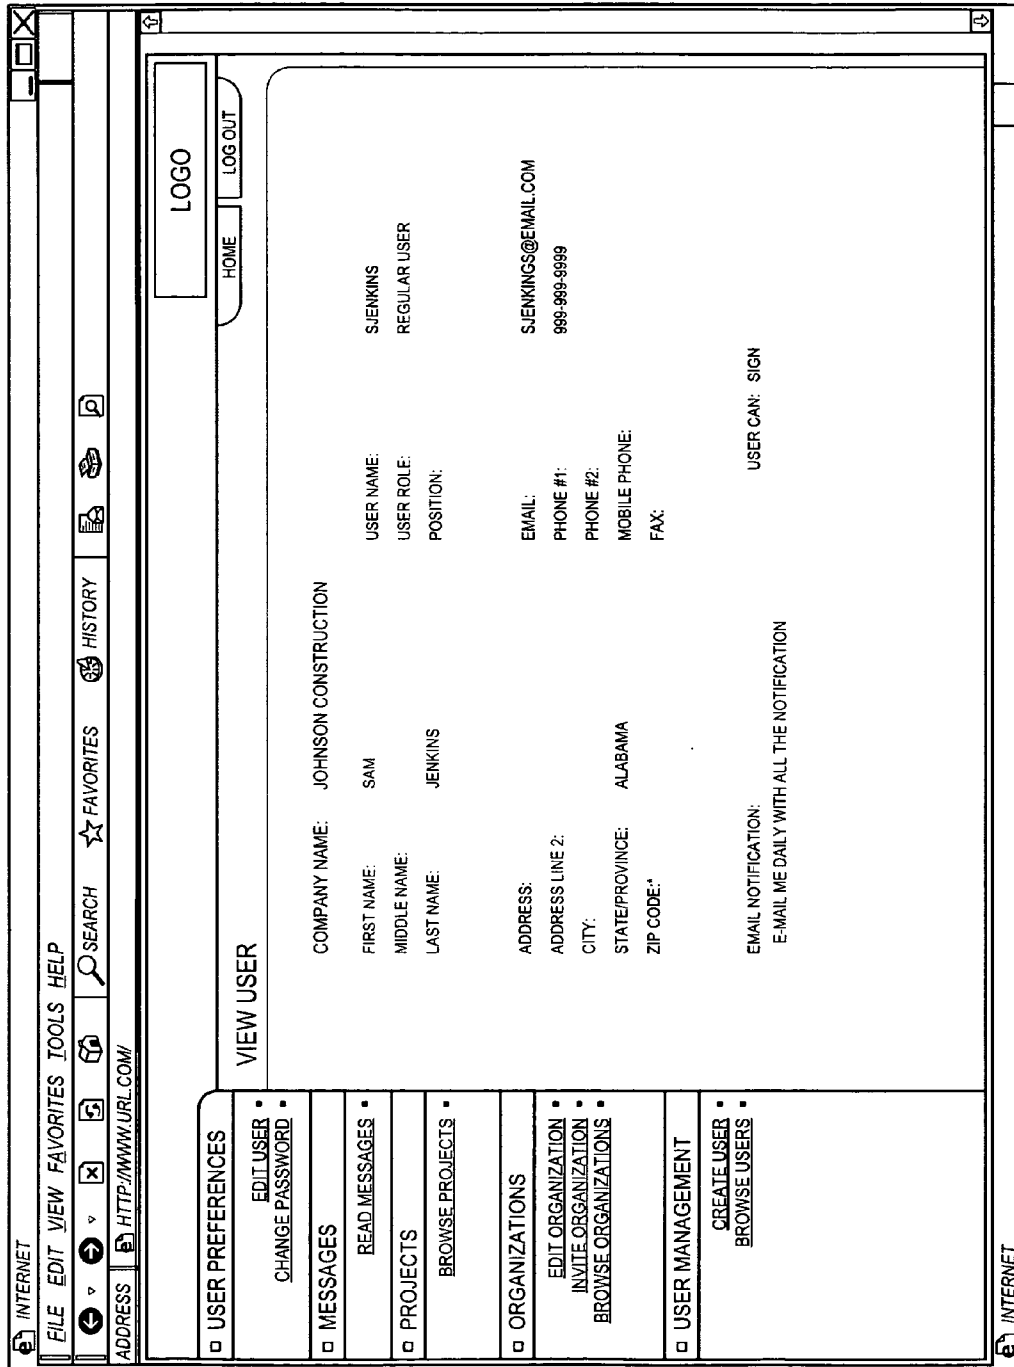 INTERNET
FILE EDIT VIEW FAVORITES TOOLS HELP
SEARCH FAVORITES HISTORY
ADDRESS HTTP://WWW.URL.COM/
LOGO
HOME LOG OUT
USER PREFERENCES
EDIT USER
CHANGE PASSWORD
MESSAGES
READ MESSAGES
PROJECTS
BROWSE PROJECTS
ORGANIZATIONS
EDIT ORGANIZATION
INVITE ORGANIZATION
BROWSE ORGANIZATIONS
USER MANAGEMENT
CREATE USER
BROWSE USERS
VIEW USER
COMPANY NAME: JOHNSON CONSTRUCTION
FIRST NAME: SAM USER NAME: SJENKINS
MIDDLE NAME: USER ROLE: REGULAR USER
LAST NAME: JENKINS POSITION:
ADDRESS: EMAIL: SJENKINGS@EMAIL.COM
ADDRESS LINE 2: PHONE #1: 999-999-9999
CITY: PHONE #2:
STATE/PROVINCE: ALABAMA MOBILE PHONE:
ZIP CODE:* FAX:
EMAIL NOTIFICATION: USER CAN: SIGN
E-MAIL ME DAILY WITH ALL THE NOTIFICATION
INTERNET